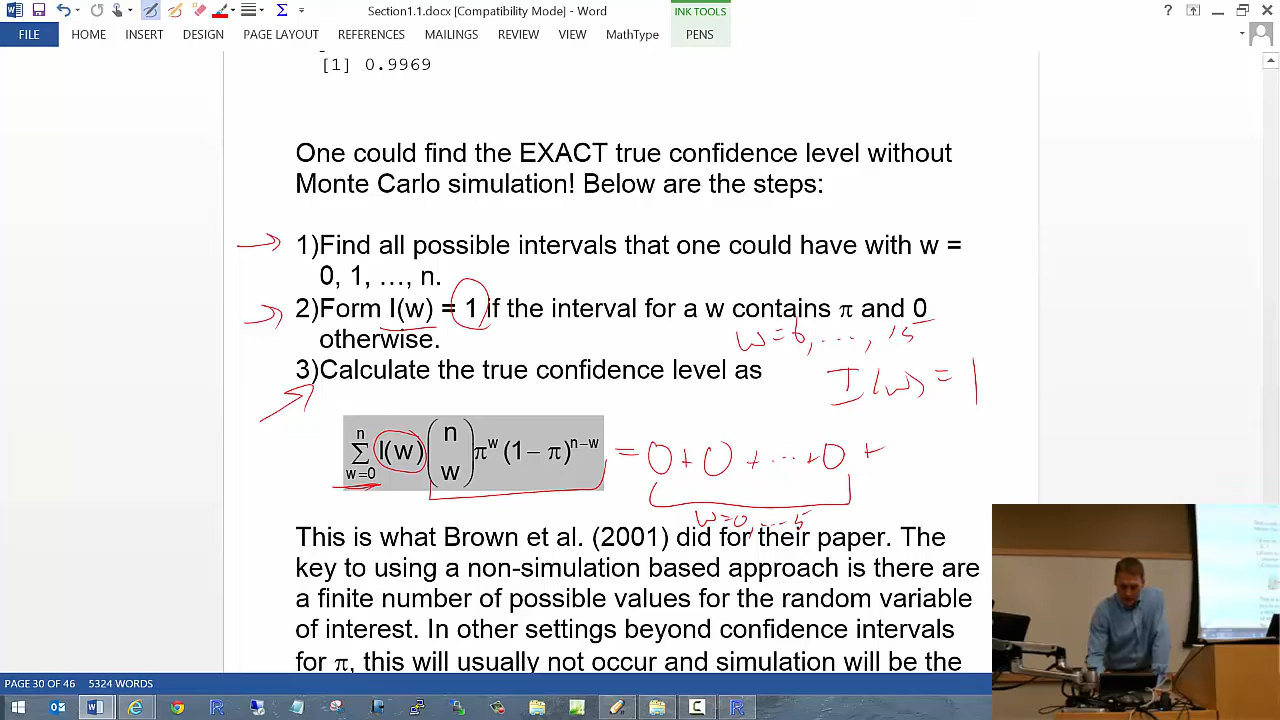 Section1.1.docx [Compatibility Mode] - Word
INK TOOLS
FILE HOME INSERT DESIGN PAGE LAYOUT REFERENCES MAILINGS REVIEW VIEW MathType PENS
[1] 0.9969
One could find the EXACT true confidence level without
Monte Carlo simulation! Below are the steps:
1)Find all possible intervals that one could have with w =
0, 1, …, n.
2)Form I(w) = 1 if the interval for a w contains π and 0
otherwise.
w=6, ..., 15
3)Calculate the true confidence level as
I(w) = 1
n∑w=0 I(w) (n w) π^w (1− π)^n−w = 0 + 0 + ... + 0 +
w=0, ... 5
This is what Brown et al. (2001) did for their paper. The
key to using a non-simulation based approach is there are
a finite number of possible values for the random variable
of interest. In other settings beyond confidence intervals
for π, this will usually not occur and simulation will be the
PAGE 30 OF 46 5324 WORDS